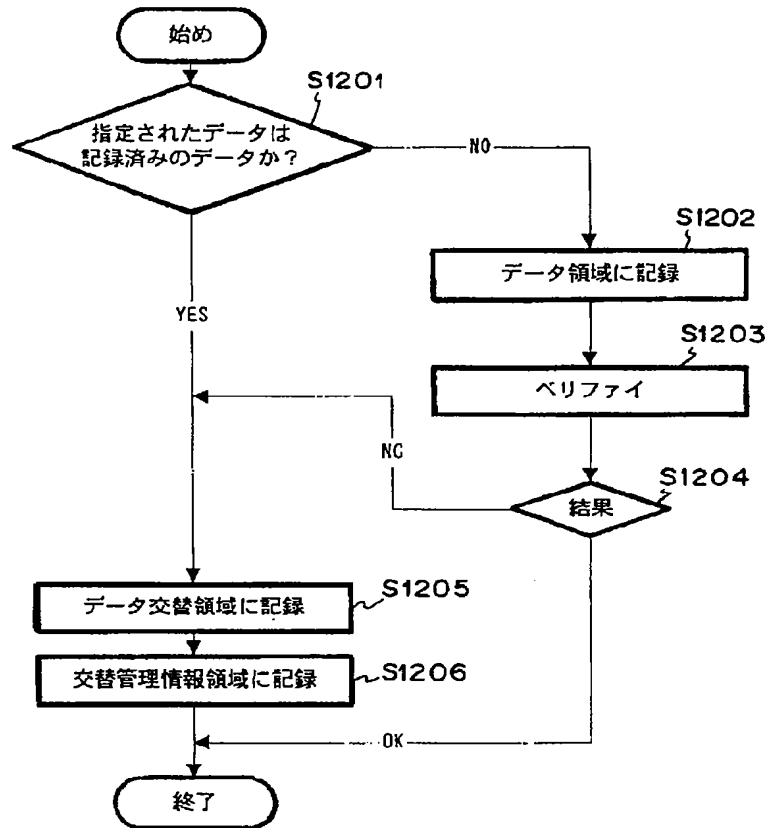 始め
S1201
指定されたデータは
記録済みのデータか？
NO
S1202
データ領域に記録
YES
S1203
ベリファイ
NG
S1204
結果
データ交替領域に記録
S1205
交替管理情報領域に記録
S1206
OK
終了